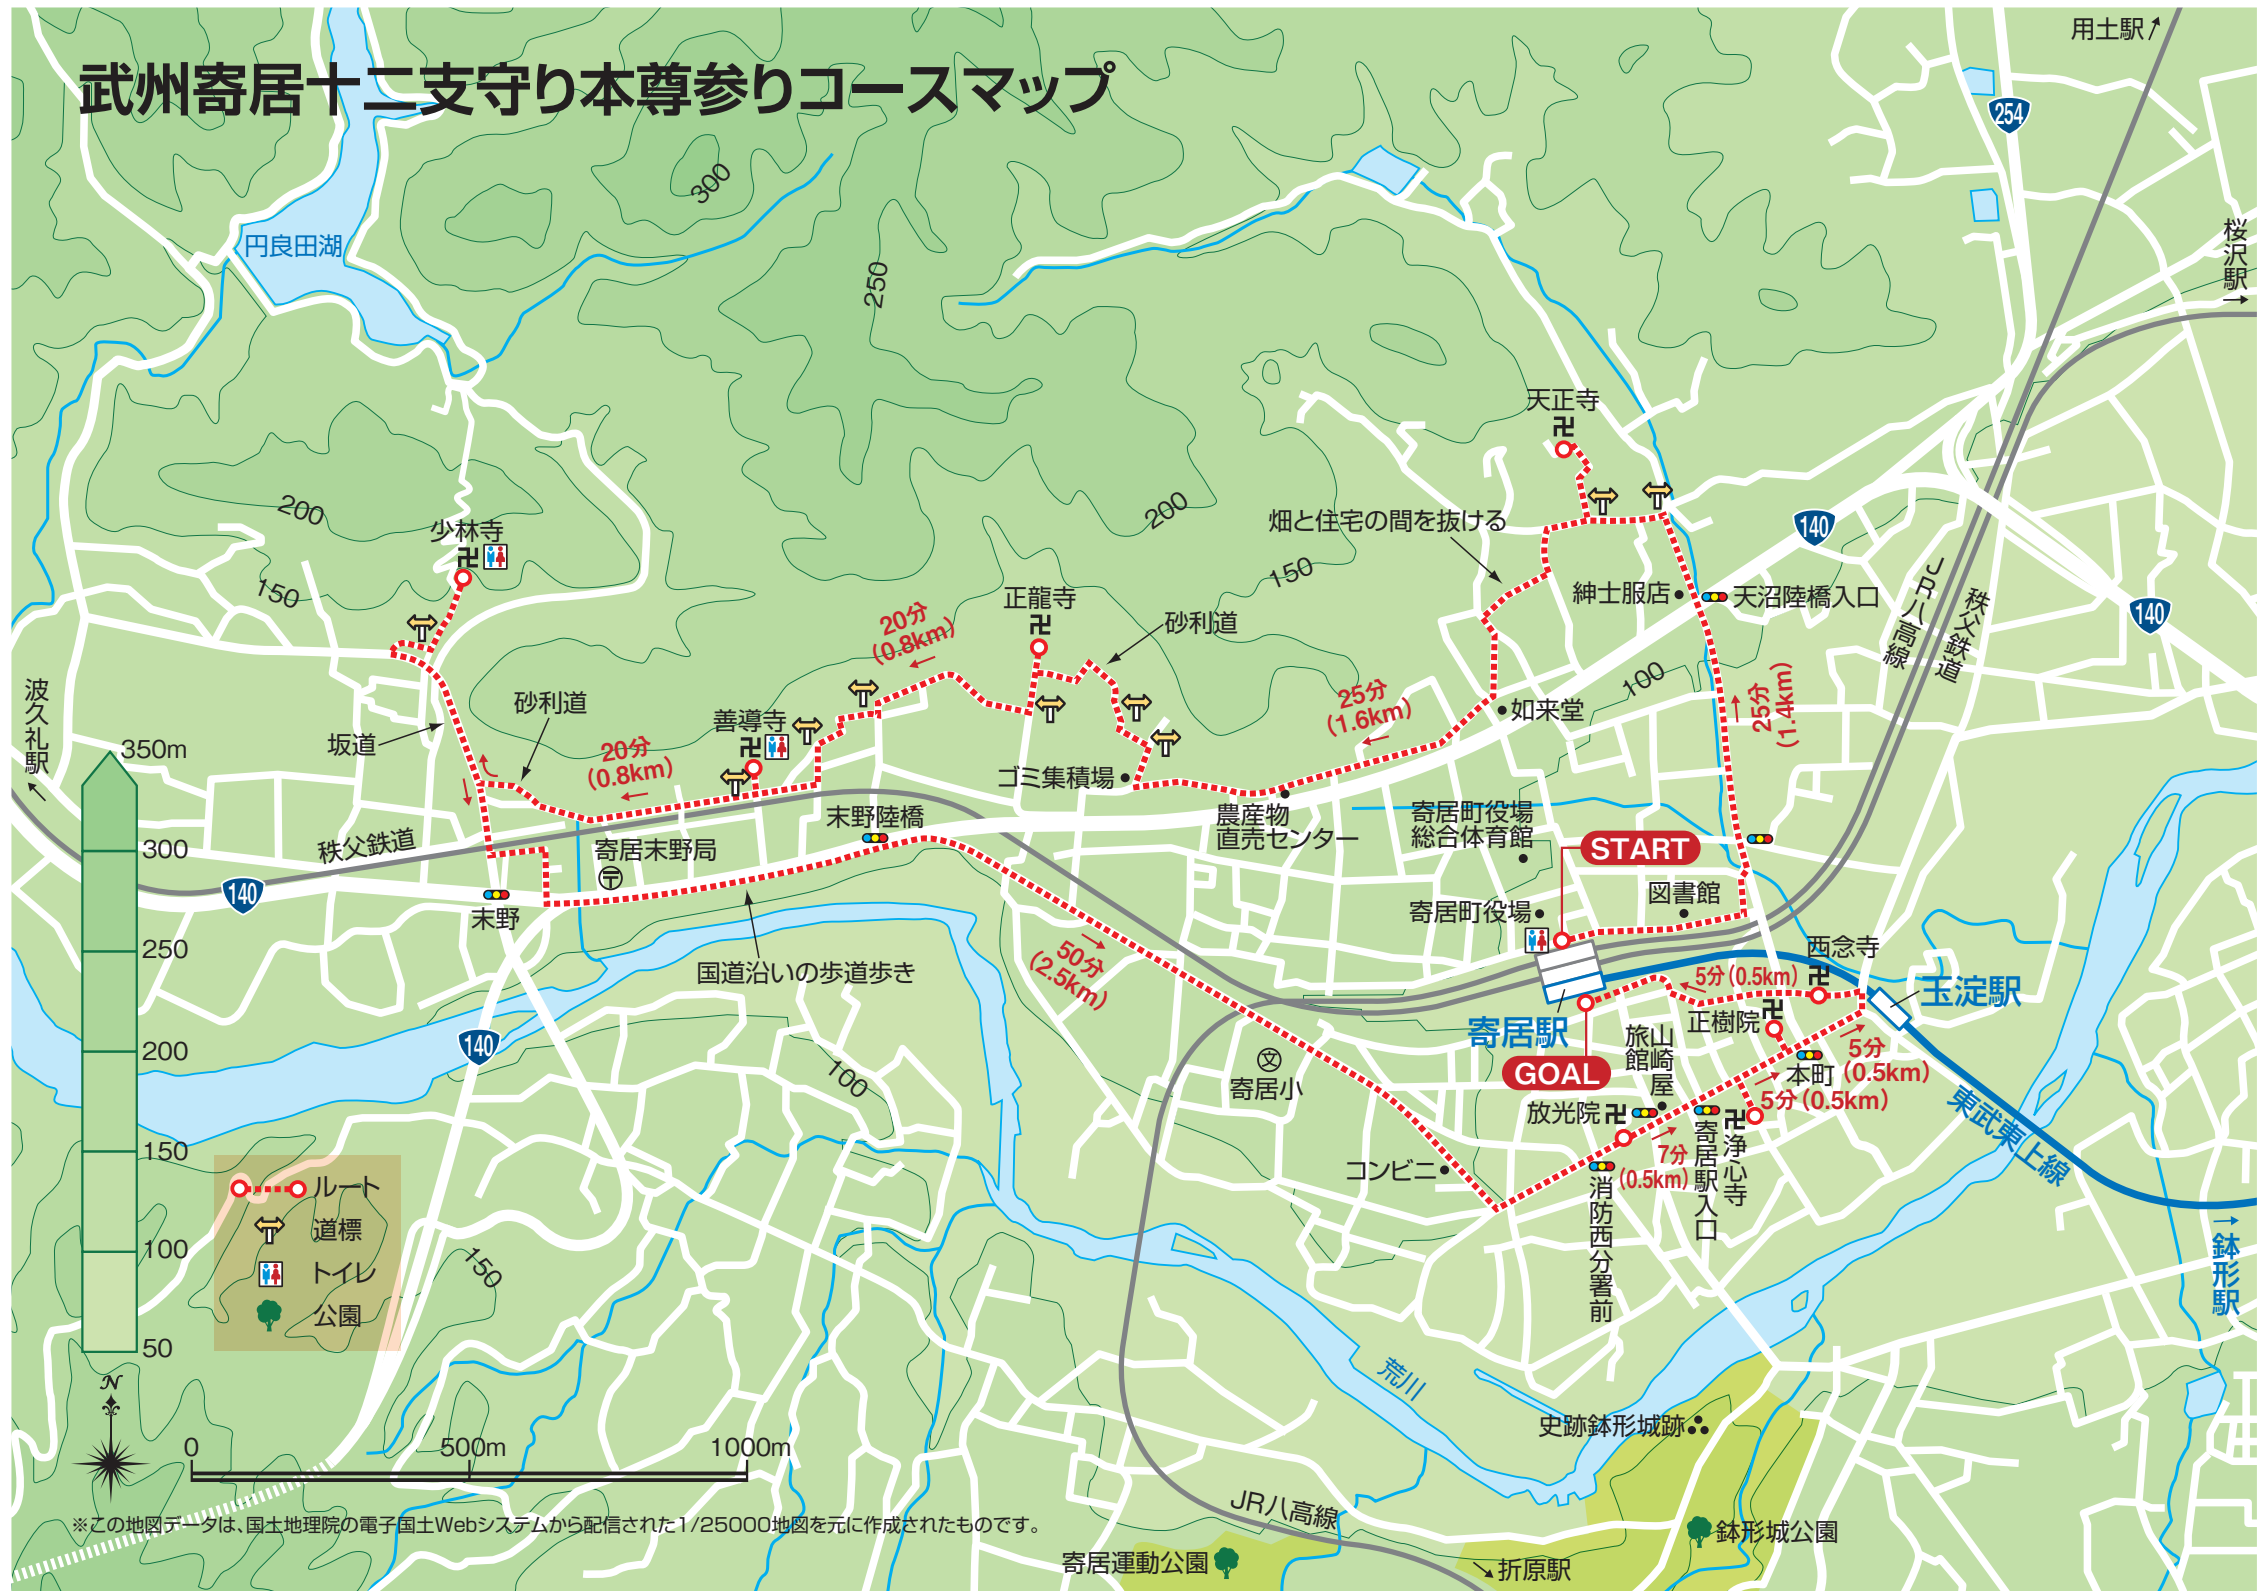 武州寄居十二支守り本尊参りコースマップ
用土駅
254
桜沢駅
円良田湖
300
250
200
150
少林寺
天正寺
畑と住宅の間を抜ける
200
150
140
紳士服店
天沼陸橋入口
JR八高線
秩父鉄道
140
正龍寺
砂利道
20分
(0.8km)
100
25分
(1.4km)
25分
(1.6km)
如来堂
波久礼駅
坂道
砂利道
善導寺
20分
(0.8km)
ゴミ集積場
農産物
直売センター
寄居町役場
総合体育館
START
末野陸橋
秩父鉄道
寄居末野局
140
末野
国道沿いの歩道歩き
50分
(2.5km)
寄居町役場
図書館
西念寺
5分(0.5km)
玉淀駅
正樹院
寄居駅
GOAL
山崎屋
旅館
5分
(0.5km)
本町
5分(0.5km)
放光院
7分
(0.5km)
寄居駅入口
浄心寺
消防西分署前
東武東上線
鉢形駅
140
100
文
寄居小
コンビニ
150
荒川
史跡鉢形城跡
鉢形城公園
JR八高線
折原駅
寄居運動公園
350m
300
250
200
150
100
50
ルート
道標
トイレ
公園
N
0
500m
1000m
※この地図データは、国土地理院の電子国土Webシステムから配信された1/25000地図を元に作成されたものです。